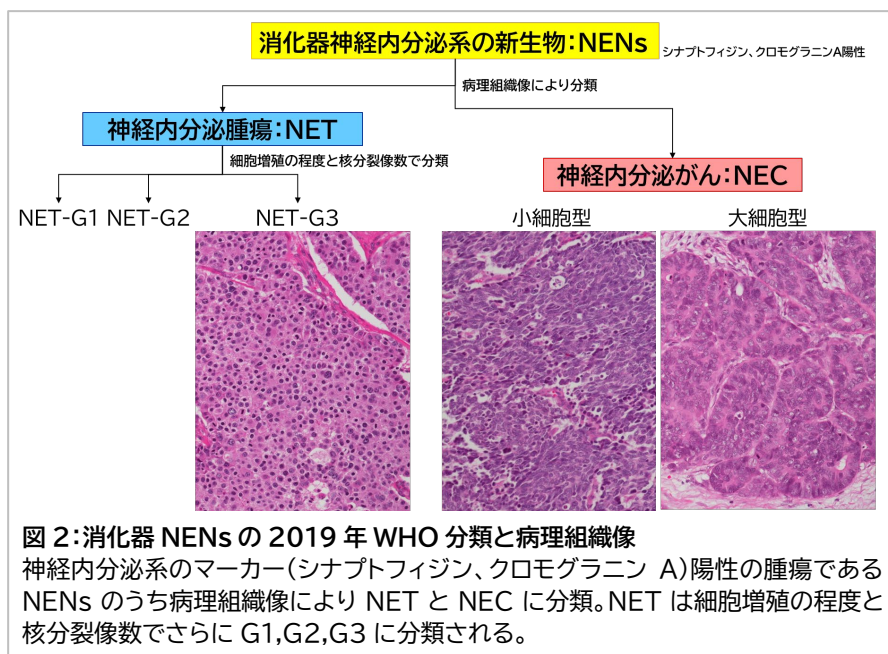 消化器神経内分泌系の新生物：NENs
シナプトフィジン、クロモグラニンA陽性
病理組織像により分類
神経内分泌腫瘍：NET
細胞増殖の程度と核分裂像数で分類
神経内分泌がん：NEC
NET-G1 NET-G2 NET-G3 小細胞型 大細胞型
図 2：消化器 NENs の 2019 年 WHO 分類と病理組織像
神経内分泌系のマーカー（シナプトフィジン、クロモグラニン A）陽性の腫瘍である
NENs のうち病理組織像により NET と NEC に分類。NET は細胞増殖の程度と
核分裂像数でさらに G1,G2,G3 に分類される。